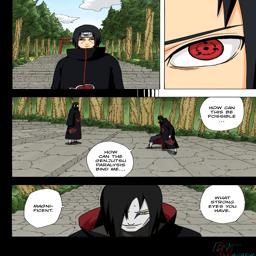 HOW CAN
THIS BE
POSSIBLE
...
HOW
CAN THE
GENJUTSU
PARALYSIS
BIND ME...
MAGNI-
FICENT.
WHAT
STRONG
EYES YOU
HAVE.